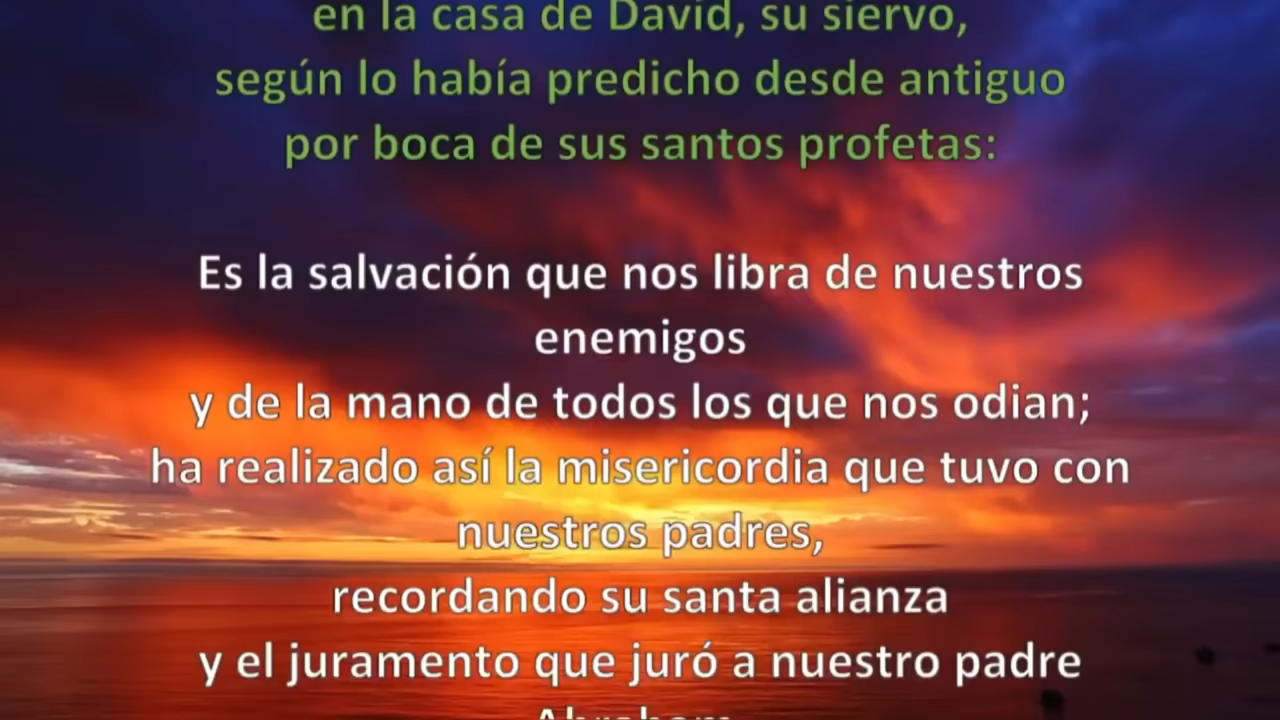 en la casa de David, su siervo,
según lo había predicho desde antiguo
por boca de sus santos profetas:
Es la salvación que nos libra de nuestros
enemigos
y de la mano de todos los que nos odian;
ha realizado así la misericordia que tuvo con
nuestros padres,
recordando su santa alianza
y el juramento que juró a nuestro padre